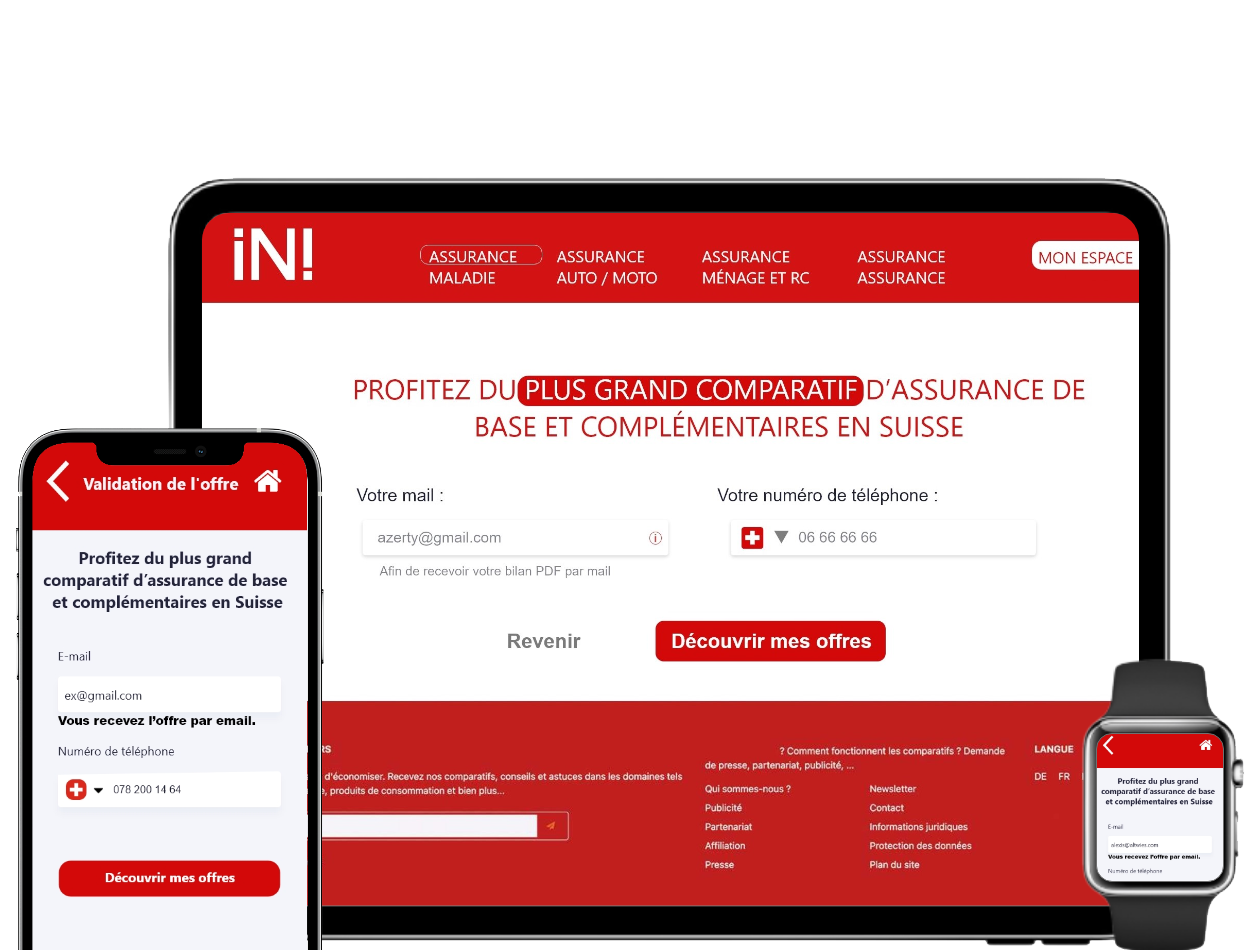 iN!
ASSURANCE
MALADIE
ASSURANCE
AUTO / MOTO
ASSURANCE
MÉNAGE ET RC
ASSURANCE
ASSURANCE
MON ESPACE
PROFITEZ DU PLUS GRAND COMPARATIF D’ASSURANCE DE
BASE ET COMPLÉMENTAIRES EN SUISSE
Votre mail :
azerty@gmail.com
Afin de recevoir votre bilan PDF par mail
Votre numéro de téléphone :
06 66 66 66 66
Revenir
Découvrir mes offres
RS
d'économiser. Recevez nos comparatifs, conseils et astuces dans les domaines tels
, produits de consommation et bien plus...
? Comment fonctionnent les comparatifs ? Demande
de presse, partenariat, publicité, ...
Qui sommes-nous ?
Publicité
Partenariat
Affiliation
Presse
Newsletter
Contact
Informations juridiques
Protection des données
Plan du site
LANGUE
DE FR
Validation de l'offre
Profitez du plus grand
comparatif d’assurance de base
et complémentaires en Suisse
E-mail
ex@gmail.com
Vous recevez l’offre par email.
Numéro de téléphone
078 200 14 64
Découvrir mes offres
Profitez du plus grand
comparatif d’assurance de base
et complémentaires en Suisse
E-mail
Vous recevez l’offre par email.
Numéro de téléphone